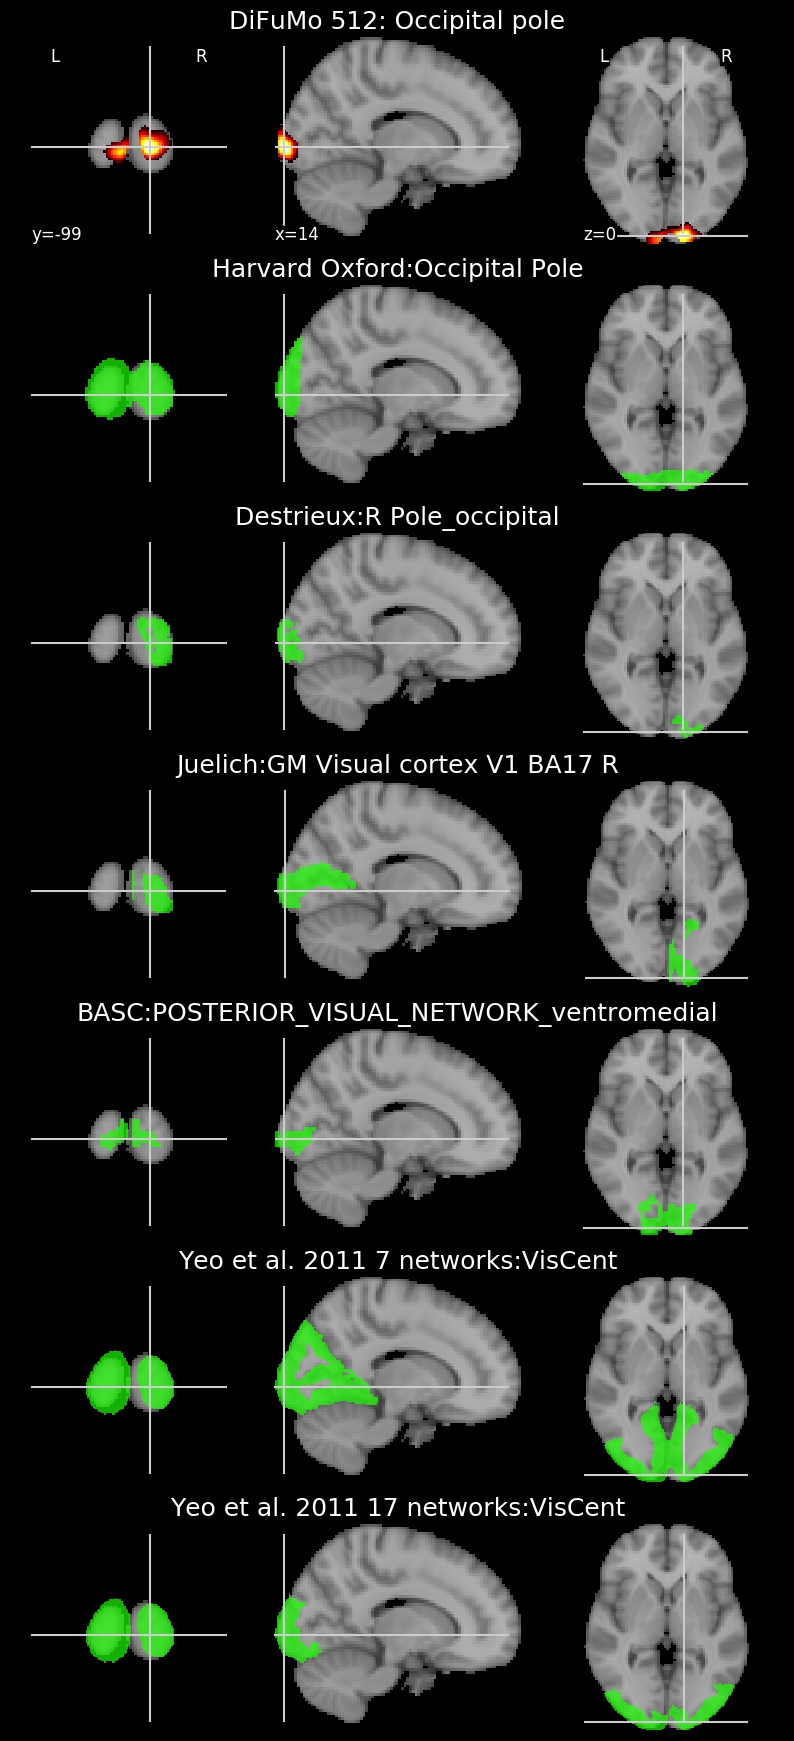 DiFuMo 512: Occipital pole
L R L R
y=-99 x=14 z=0
Harvard Oxford:Occipital Pole
Destrieux:R Pole_occipital
Juelich:GM Visual cortex V1 BA17 R
BASC:POSTERIOR_VISUAL_NETWORK_ventromedial
Yeo et al. 2011 7 networks:VisCent
Yeo et al. 2011 17 networks:VisCent